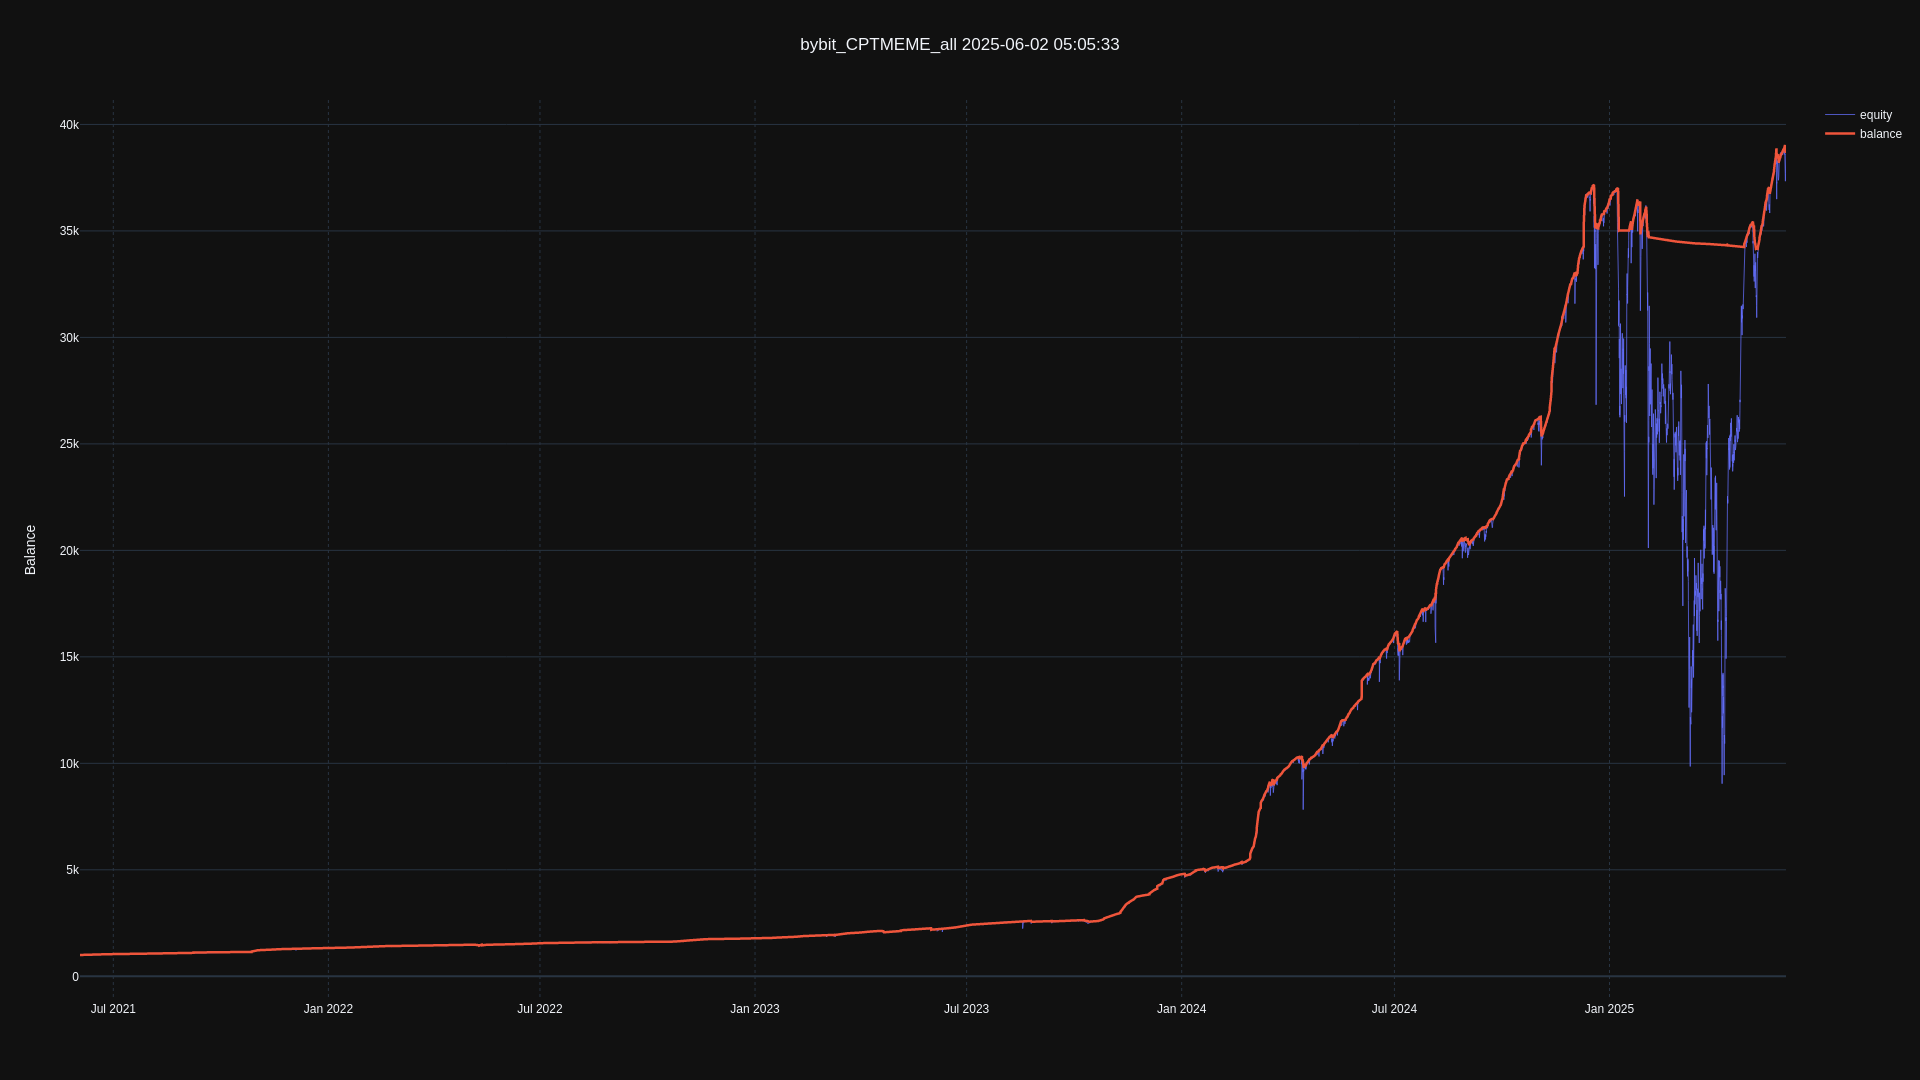 bybit_CPTMEME_all 2025-06-02 05:05:33
equity
balance
40k
35k
30k
25k
20k
15k
10k
5k
0
Balance
Jul 2021
Jan 2022
Jul 2022
Jan 2023
Jul 2023
Jan 2024
Jul 2024
Jan 2025